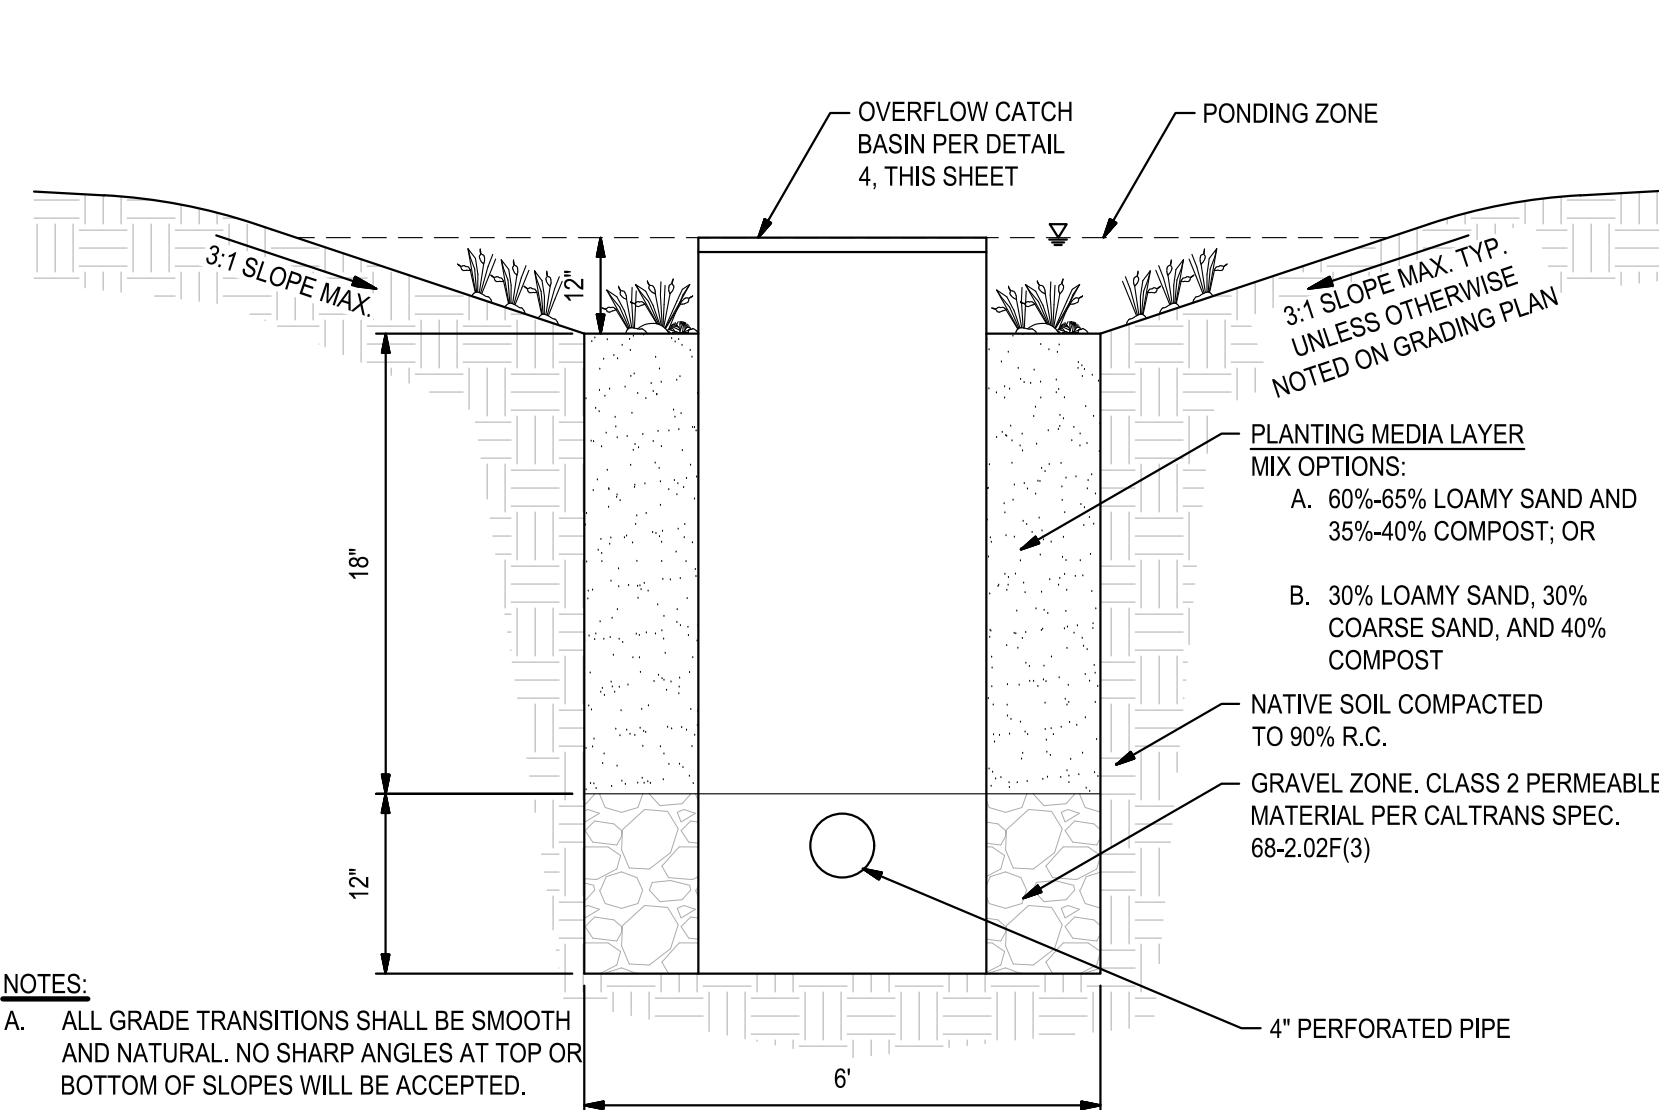 OVERFLOW CATCH
BASIN PER DETAIL
4, THIS SHEET
PONDING ZONE
3:1 SLOPE MAX.
12"
3:1 SLOPE MAX. TYP.
UNLESS OTHERWISE
NOTED ON GRADING PLAN
PLANTING MEDIA LAYER
MIX OPTIONS:
A. 60%-65% LOAMY SAND AND
35%-40% COMPOST; OR
B. 30% LOAMY SAND, 30%
COARSE SAND, AND 40%
COMPOST
18"
NATIVE SOIL COMPACTED
TO 90% R.C.
GRAVEL ZONE. CLASS 2 PERMEABLE
MATERIAL PER CALTRANS SPEC.
68-2.02F(3)
12"
4" PERFORATED PIPE
6'
NOTES:
A. ALL GRADE TRANSITIONS SHALL BE SMOOTH
AND NATURAL. NO SHARP ANGLES AT TOP OR
BOTTOM OF SLOPES WILL BE ACCEPTED.